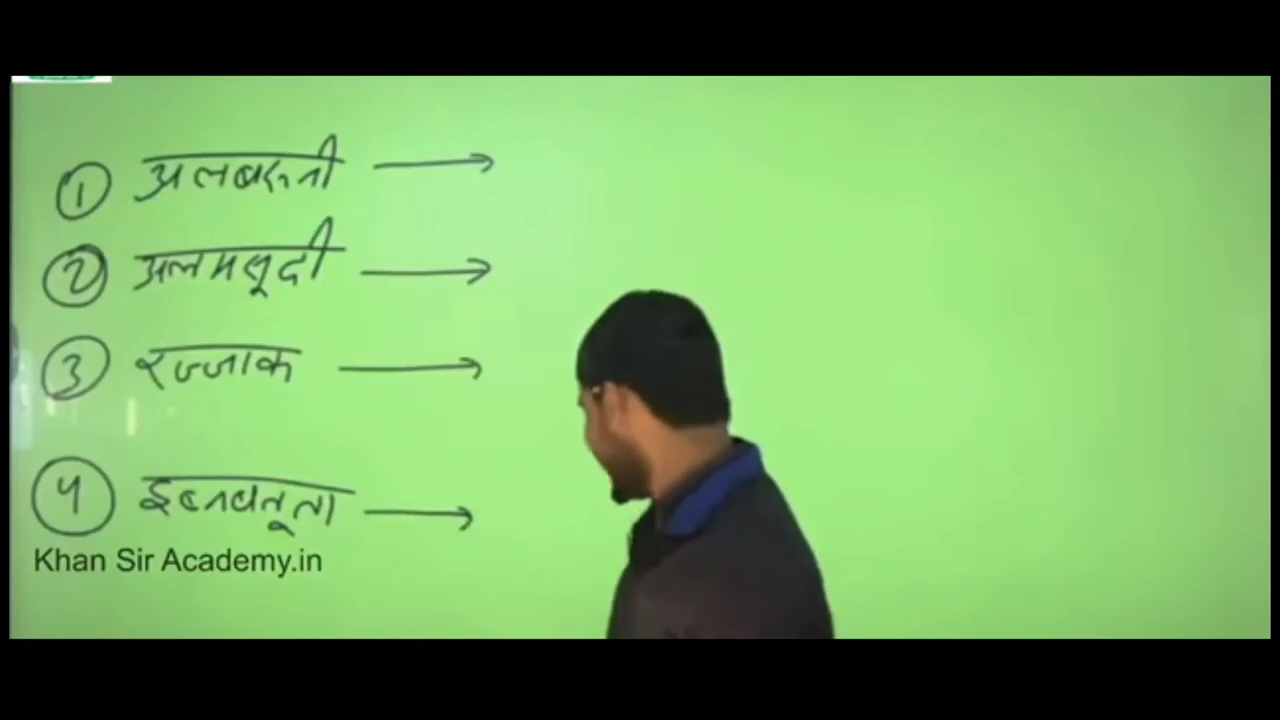 ① अलबरूनी →
② अलमसूदी →
③ रज्जाक →
④ इब्नबतूता →
Khan Sir Academy.in